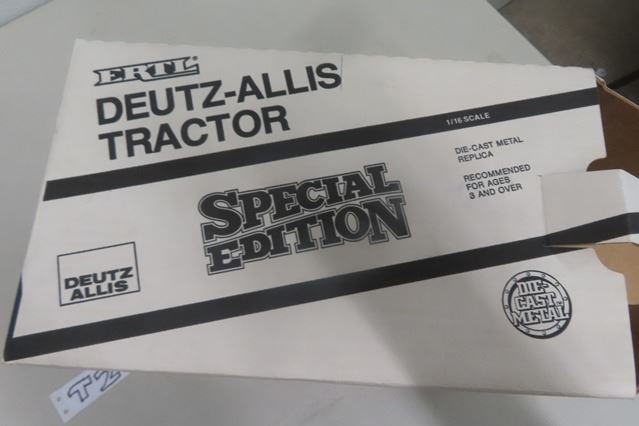 ERTL®
DEUTZ-ALLIS
TRACTOR
1/16 SCALE
DIE-CAST METAL
REPLICA
RECOMMENDED
FOR AGES
3 AND OVER
SPECIAL
EDITION
DEUTZ
ALLIS
DIE-
CAST
METAL